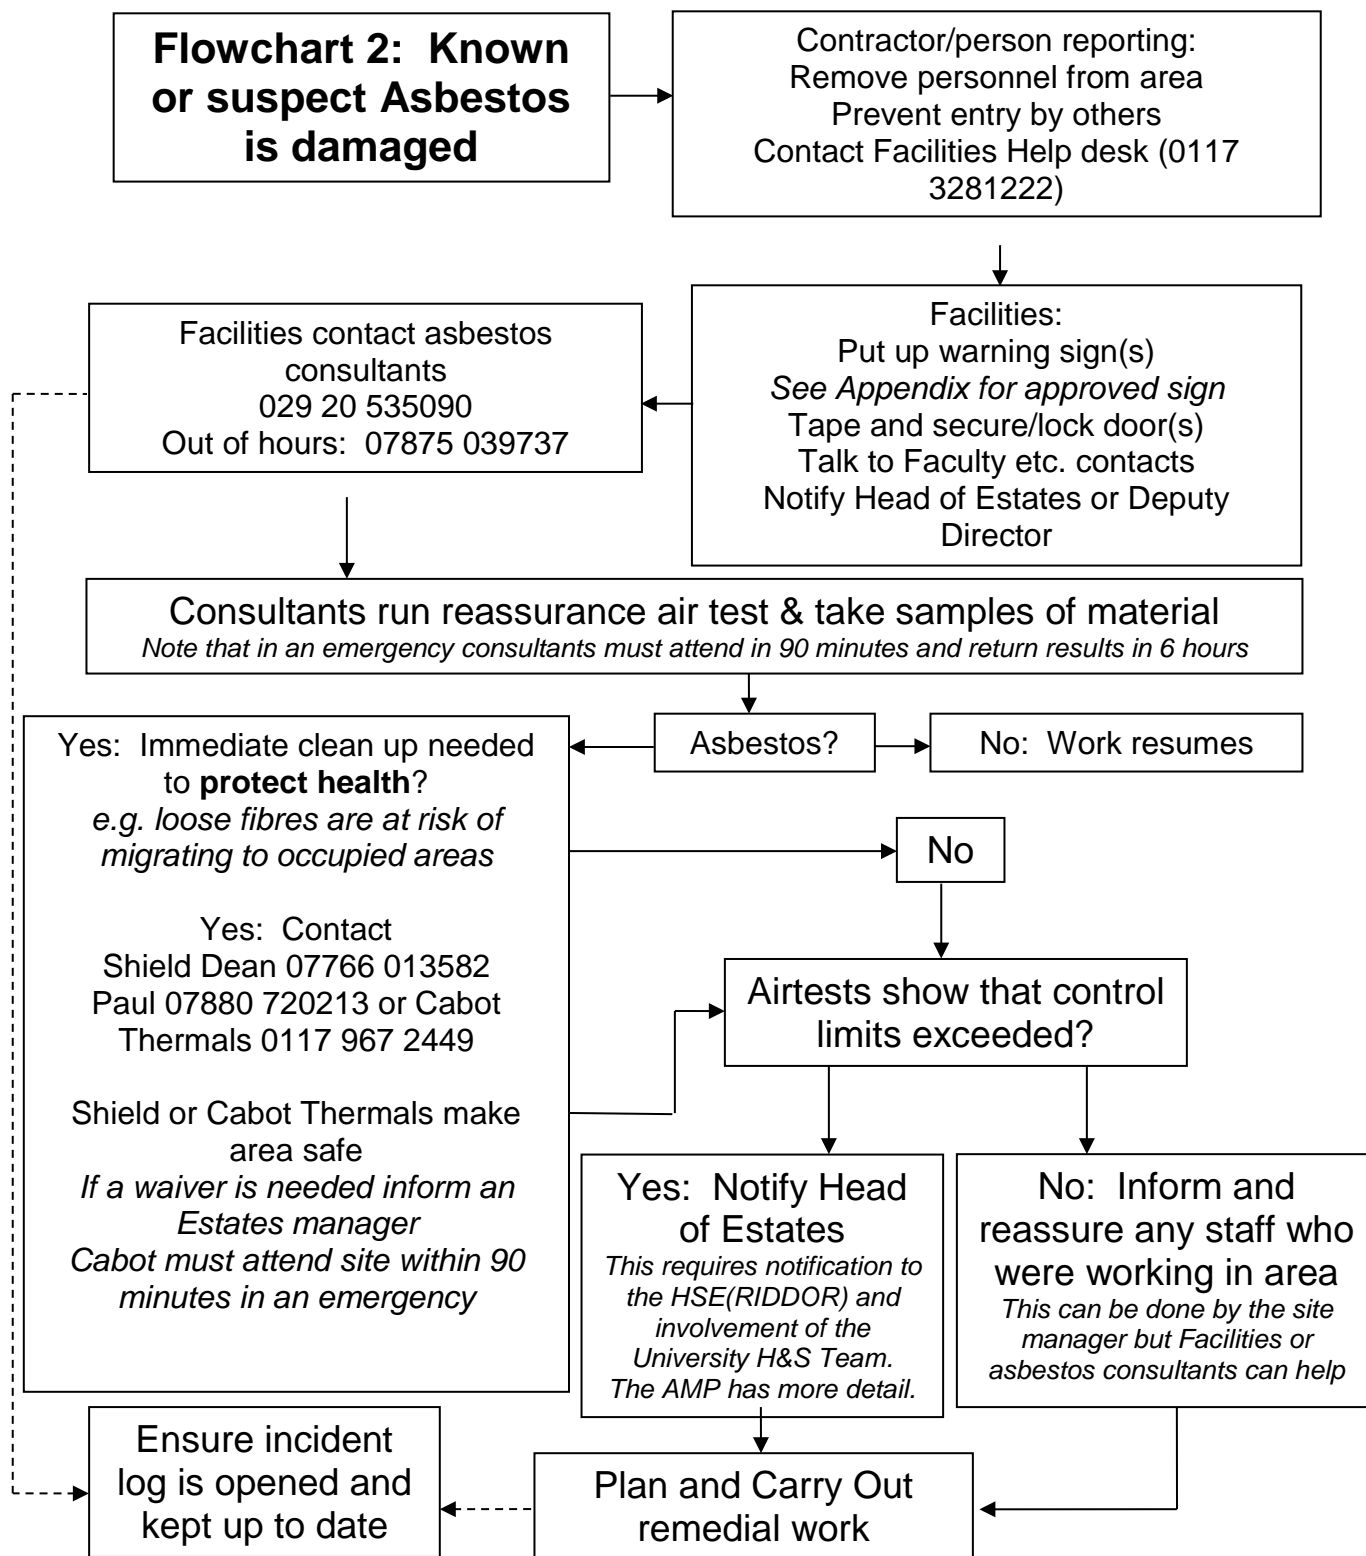 Flowchart 2: Known
or suspect Asbestos
is damaged
Contractor/person reporting:
Remove personnel from area
Prevent entry by others
Contact Facilities Help desk (0117
3281222)
Facilities contact asbestos
consultants
029 20 535090
Out of hours: 07875 039737
Facilities:
Put up warning sign(s)
See Appendix for approved sign
Tape and secure/lock door(s)
Talk to Faculty etc. contacts
Notify Head of Estates or Deputy
Director
Consultants run reassurance air test & take samples of material
Note that in an emergency consultants must attend in 90 minutes and return results in 6 hours
Asbestos?
No: Work resumes
Yes: Immediate clean up needed
to protect health?
e.g. loose fibres are at risk of
migrating to occupied areas
Yes: Contact
Shield Dean 07766 013582
Paul 07880 720213 or Cabot
Thermals 0117 967 2449
Shield or Cabot Thermals make
area safe
If a waiver is needed inform an
Estates manager
Cabot must attend site within 90
minutes in an emergency
No
Airtests show that control
limits exceeded?
Yes: Notify Head
of Estates
This requires notification to
the HSE(RIDDOR) and
involvement of the
University H&S Team.
The AMP has more detail.
No: Inform and
reassure any staff who
were working in area
This can be done by the site
manager but Facilities or
asbestos consultants can help
Ensure incident
log is opened and
kept up to date
Plan and Carry Out
remedial work